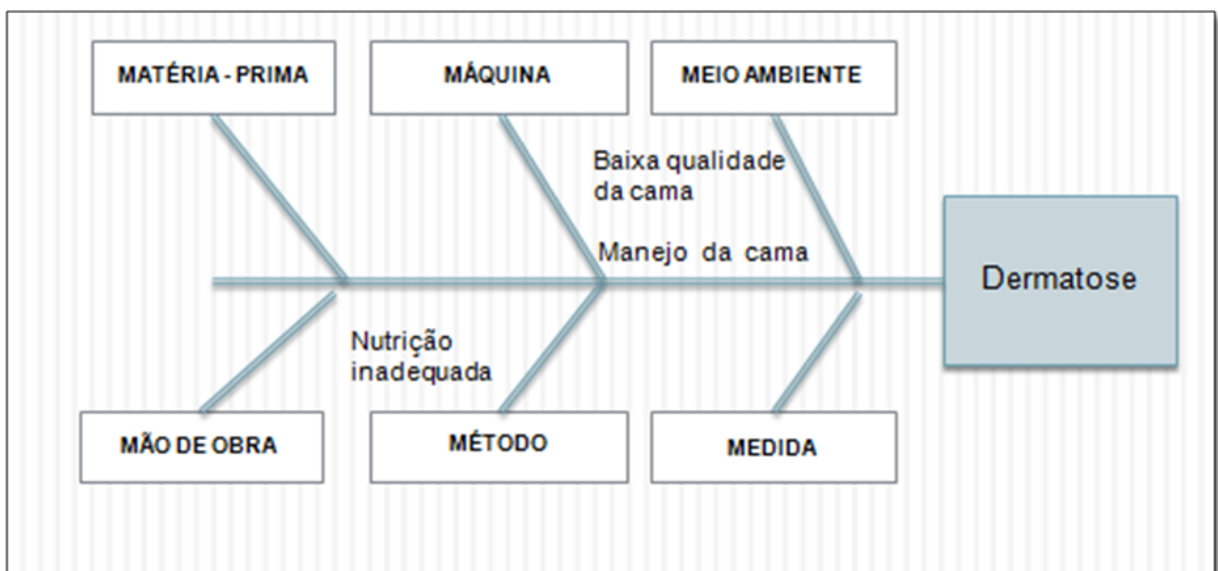 MATÉRIA - PRIMA
MÁQUINA
MEIO AMBIENTE
Baixa qualidade
da cama
Manejo da cama
Dermatose
Nutrição
inadequada
MÃO DE OBRA
MÉTODO
MEDIDA